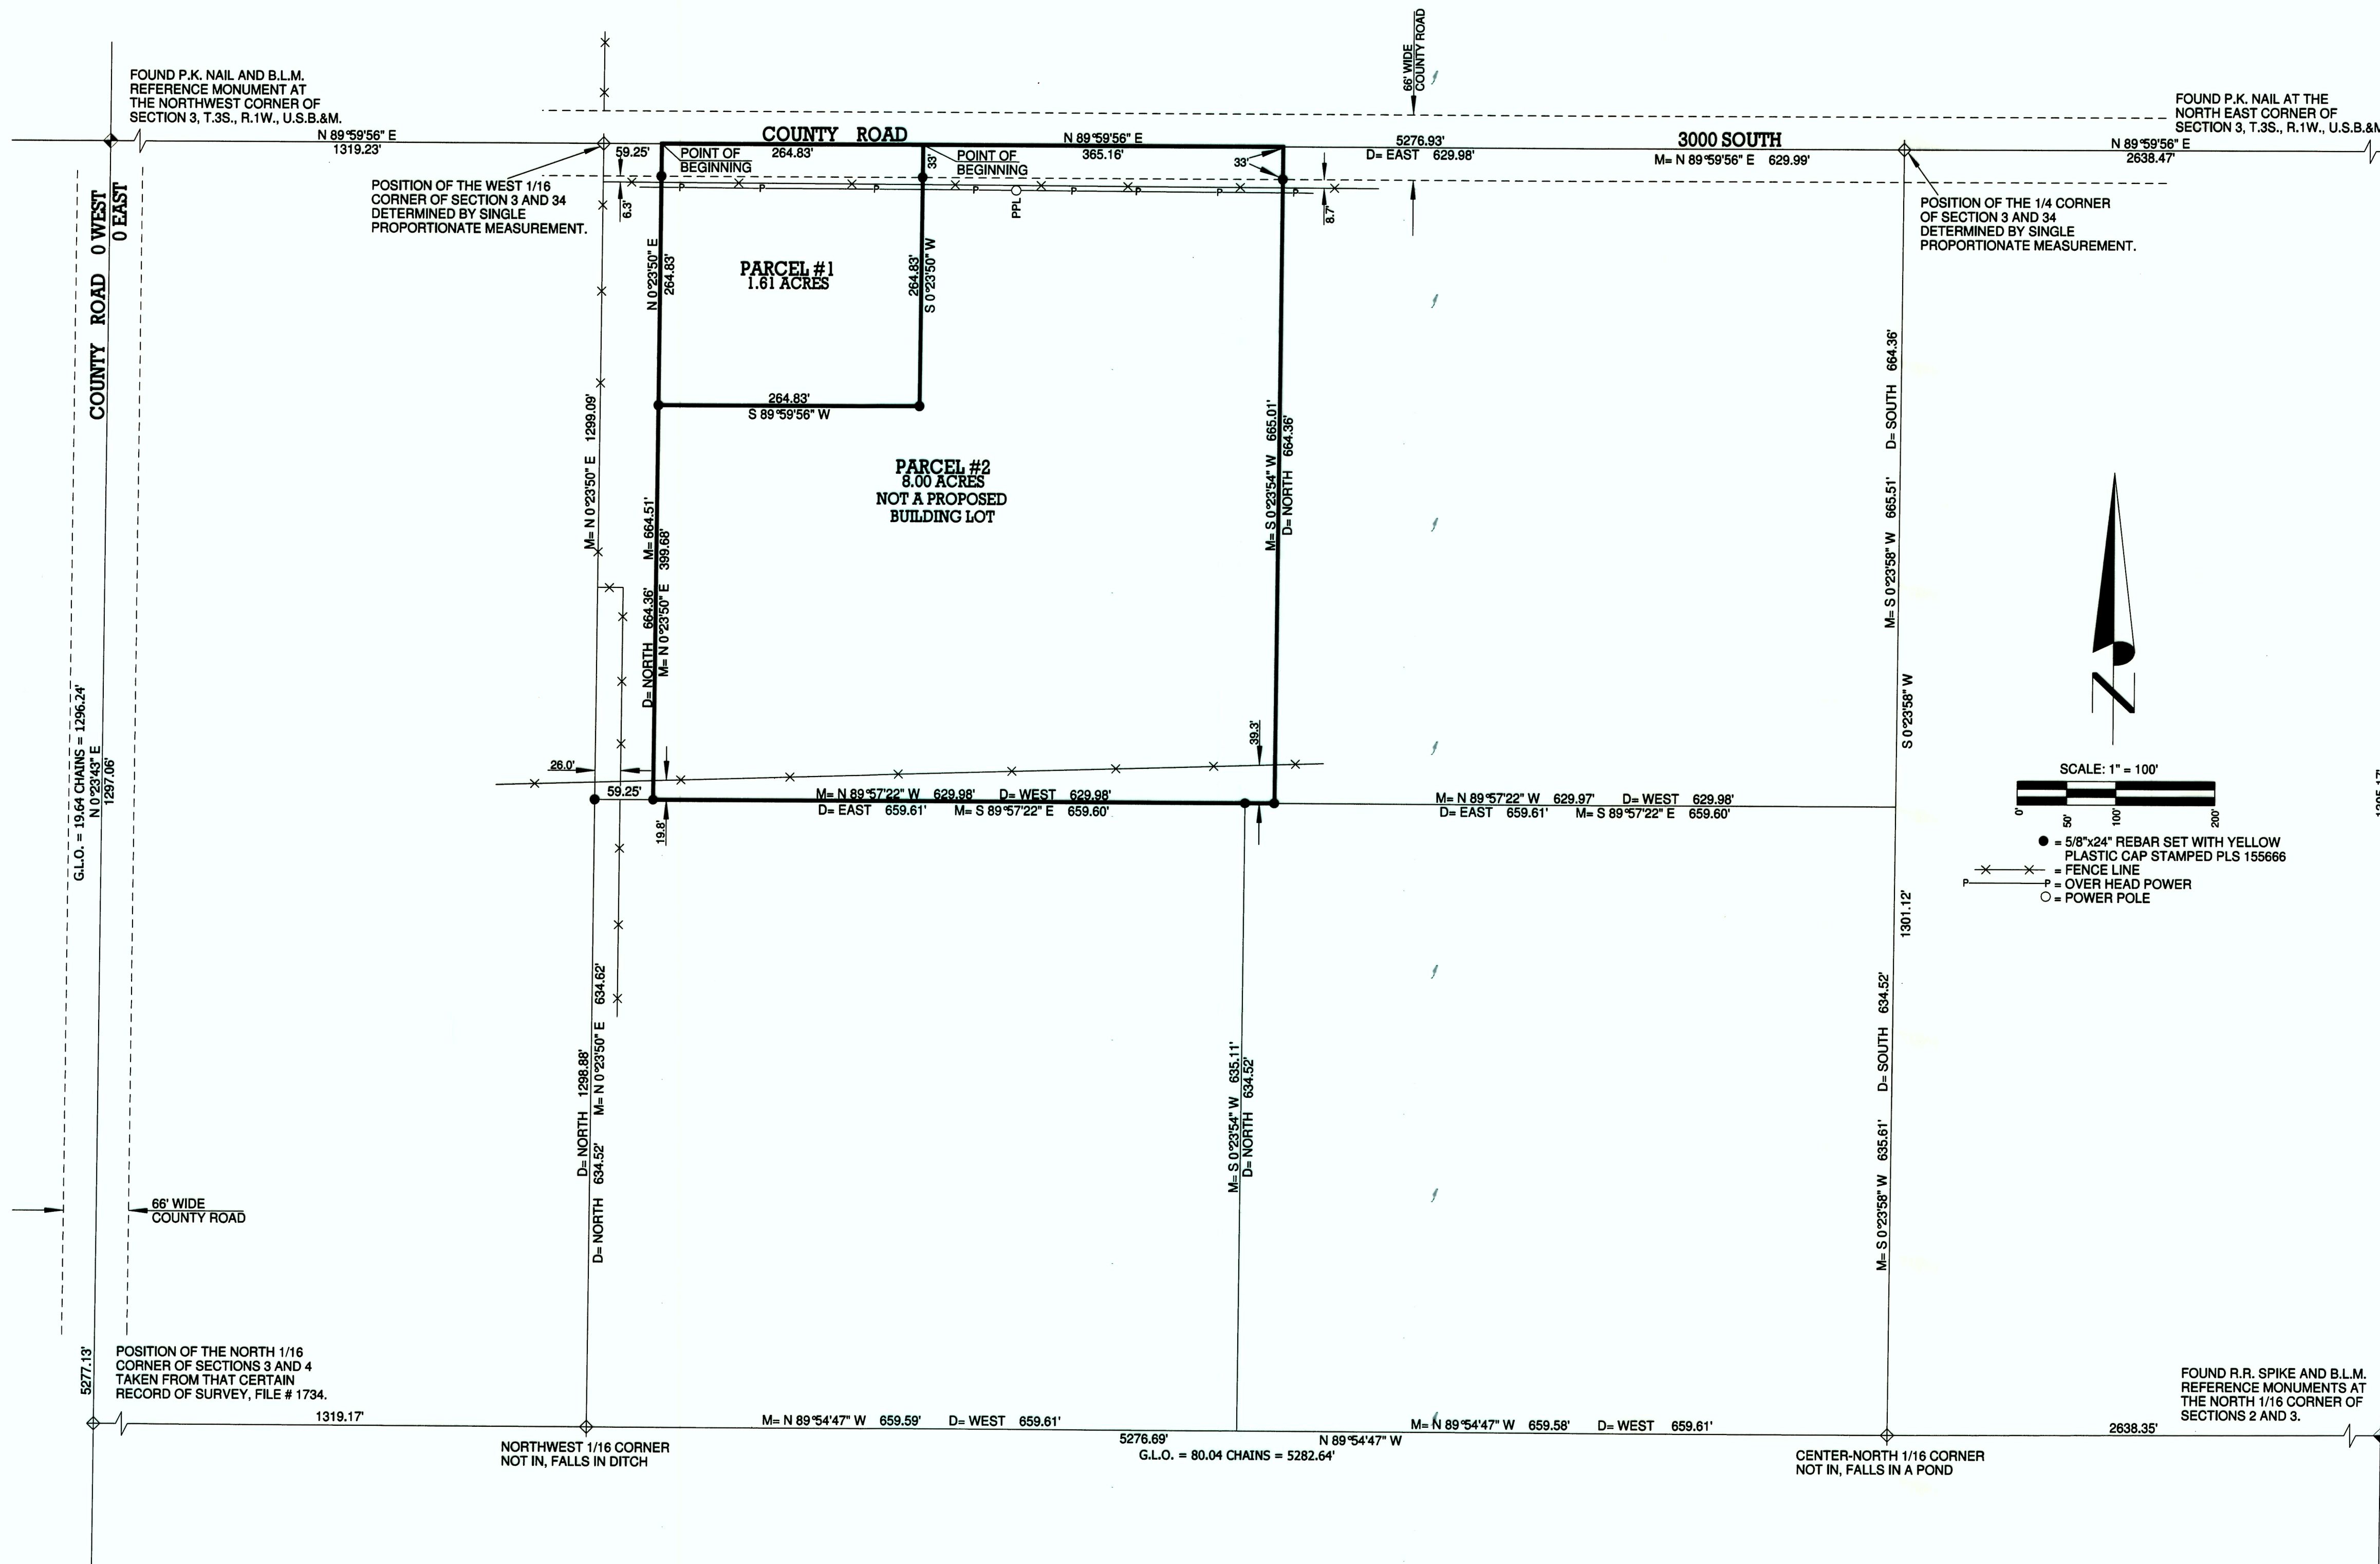 66' WIDE
COUNTY ROAD
FOUND P.K. NAIL AND B.L.M.
REFERENCE MONUMENT AT
THE NORTHWEST CORNER OF
SECTION 3, T.3S., R.1W., U.S.B.&M.
FOUND P.K. NAIL AT THE
NORTH EAST CORNER OF
SECTION 3, T.3S., R.1W., U.S.B.&M
N 89°59'56" E
1319.23'
COUNTY ROAD
N 89°59'56" E
5276.93'
3000 SOUTH
N 89°59'56" E
2638.47'
59.25'
POINT OF
BEGINNING
264.83'
33'
POINT OF
BEGINNING
365.16'
33'
D= EAST 629.98'
M= N 89°59'56" E 629.99'
POSITION OF THE WEST 1/16
CORNER OF SECTION 3 AND 34
DETERMINED BY SINGLE
PROPORTIONATE MEASUREMENT.
6.3'
P
P
P
P
P
P
P
P
P
PPL
8.7'
POSITION OF THE 1/4 CORNER
OF SECTION 3 AND 34
DETERMINED BY SINGLE
PROPORTIONATE MEASUREMENT.
COUNTY ROAD 0 WEST
0 EAST
N 0°23'50" E
264.83'
PARCEL #1
1.61 ACRES
264.83'
S 0°23'50" W
264.83'
S 89°59'56" W
M= N 0°23'50" E 1299.09'
PARCEL #2
8.00 ACRES
NOT A PROPOSED
BUILDING LOT
D= NORTH 664.36' M= 664.51'
M= N 0°23'50" E 399.68'
M= S 0°23'54" W 665.01'
D= NORTH 664.36'
M= S 0°23'58" W 665.51' D= SOUTH 664.36'
S 0°23'58" W
1301.12'
N
G.L.O. = 19.64 CHAINS = 1296.24'
N 0°23'43" E
1297.06'
26.0'
59.25'
19.8'
39.3'
M= N 89°57'22" W 629.98' D= WEST 629.98'
D= EAST 659.61' M= S 89°57'22" E 659.60'
M= N 89°57'22" W 629.97' D= WEST 629.98'
D= EAST 659.61' M= S 89°57'22" E 659.60'
SCALE: 1" = 100'
0' 50' 100' 200'
= 5/8"x24" REBAR SET WITH YELLOW
PLASTIC CAP STAMPED PLS 155666
= FENCE LINE
P P = OVER HEAD POWER
= POWER POLE
D= NORTH 1298.88'
D= NORTH 634.52' M= N 0°23'50" E 634.62'
M= S 0°23'54" W 635.11'
D= NORTH 634.52'
M= S 0°23'58" W 635.61' D= SOUTH 634.52'
66' WIDE
COUNTY ROAD
5277.13'
POSITION OF THE NORTH 1/16
CORNER OF SECTIONS 3 AND 4
TAKEN FROM THAT CERTAIN
RECORD OF SURVEY, FILE # 1734.
FOUND R.R. SPIKE AND B.L.M.
REFERENCE MONUMENTS AT
THE NORTH 1/16 CORNER OF
SECTIONS 2 AND 3.
1319.17'
M= N 89°54'47" W 659.59' D= WEST 659.61'
M= N 89°54'47" W 659.58' D= WEST 659.61'
2638.35'
5276.69' N 89°54'47" W
G.L.O. = 80.04 CHAINS = 5282.64'
NORTHWEST 1/16 CORNER
NOT IN, FALLS IN DITCH
CENTER-NORTH 1/16 CORNER
NOT IN, FALLS IN A POND